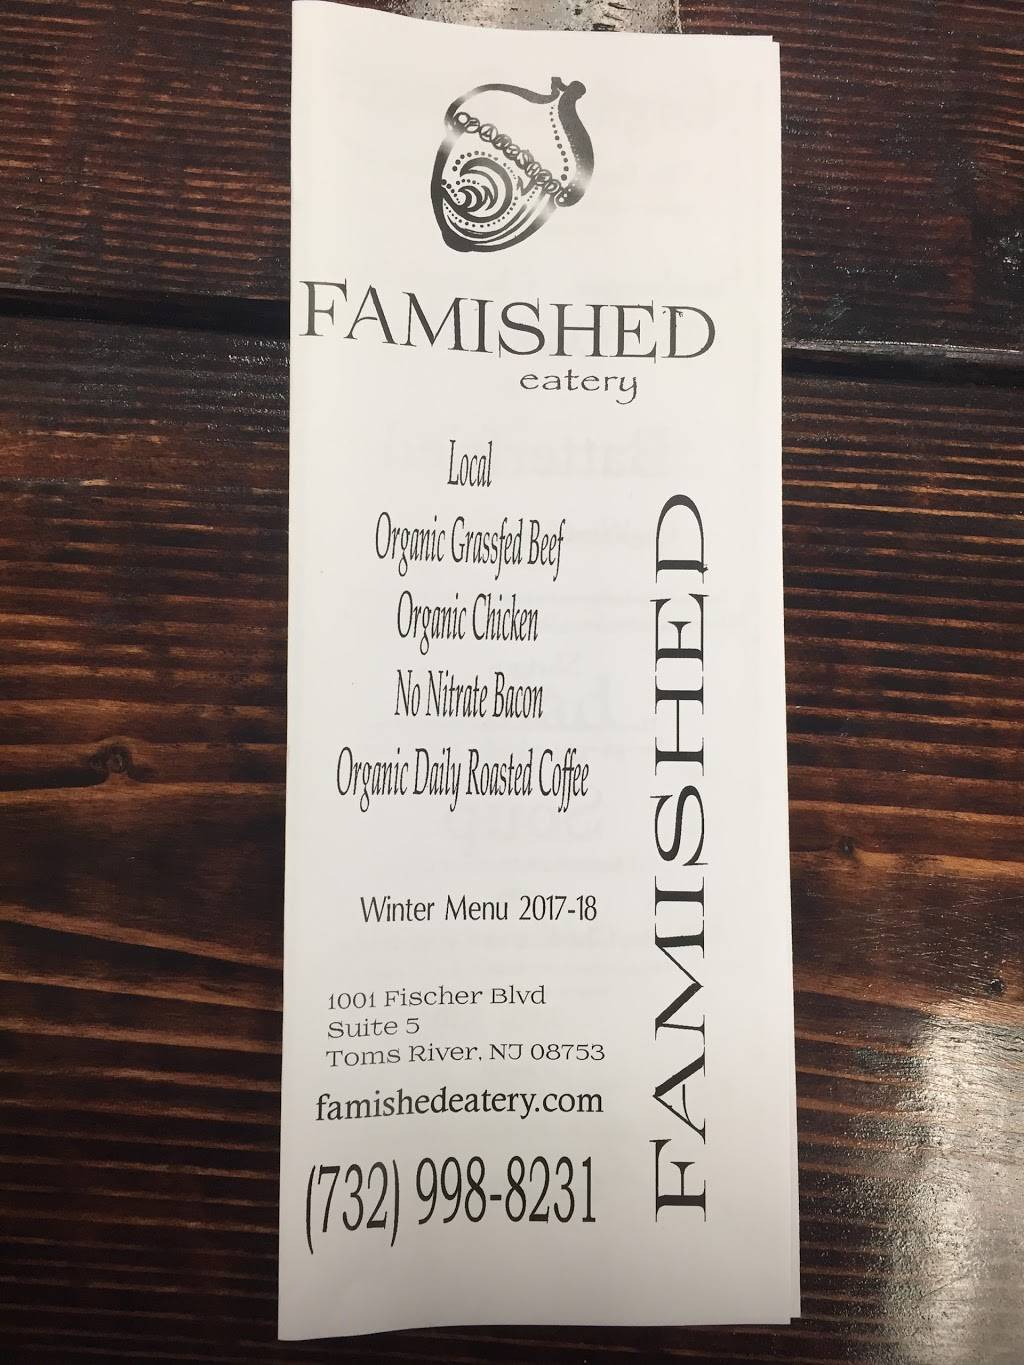 FAMISHED
eatery
Local
Organic Grassfed Beef
Organic Chicken
No Nitrate Bacon
Organic Daily Roasted Coffee
Winter Menu 2017-18
1001 Fischer Blvd
Suite 5
Toms River, NJ 08753
famishedeatery.com
(732) 998-8231
FAMISHED